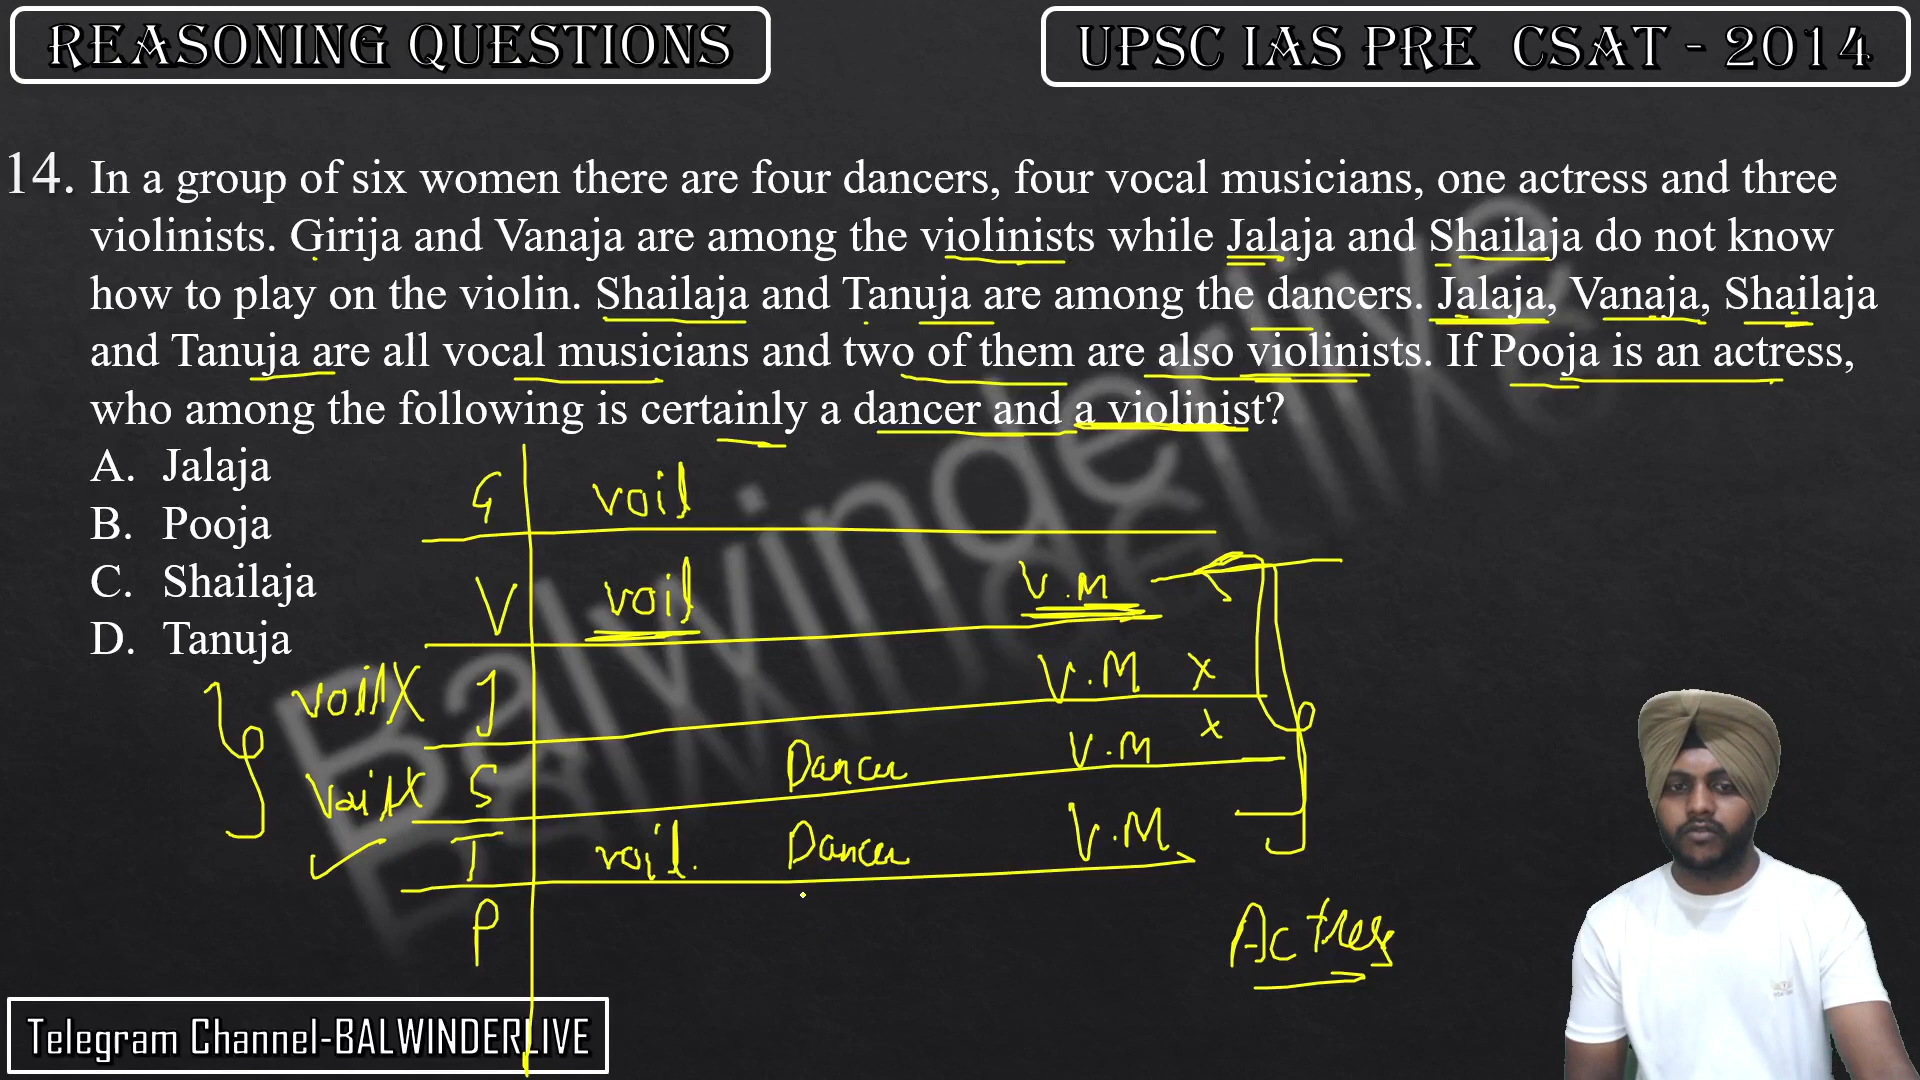 REASONING QUESTIONS
UPSC IAS PRE CSAT - 2014
14. In a group of six women there are four dancers, four vocal musicians, one actress and three
violinists. Girija and Vanaja are among the violinists while Jalaja and Shailaja do not know
how to play on the violin. Shailaja and Tanuja are among the dancers. Jalaja, Vanaja, Shailaja
and Tanuja are all vocal musicians and two of them are also violinists. If Pooja is an actress,
who among the following is certainly a dancer and a violinist?
A. Jalaja
B. Pooja
C. Shailaja
D. Tanuja
G voil
V voil V.M
voilX J V.M x
voilX S Dancer V.M x
T voil. Dancer V.M
P Actress
Balwinderlive
Telegram Channel-BALWINDERLIVE